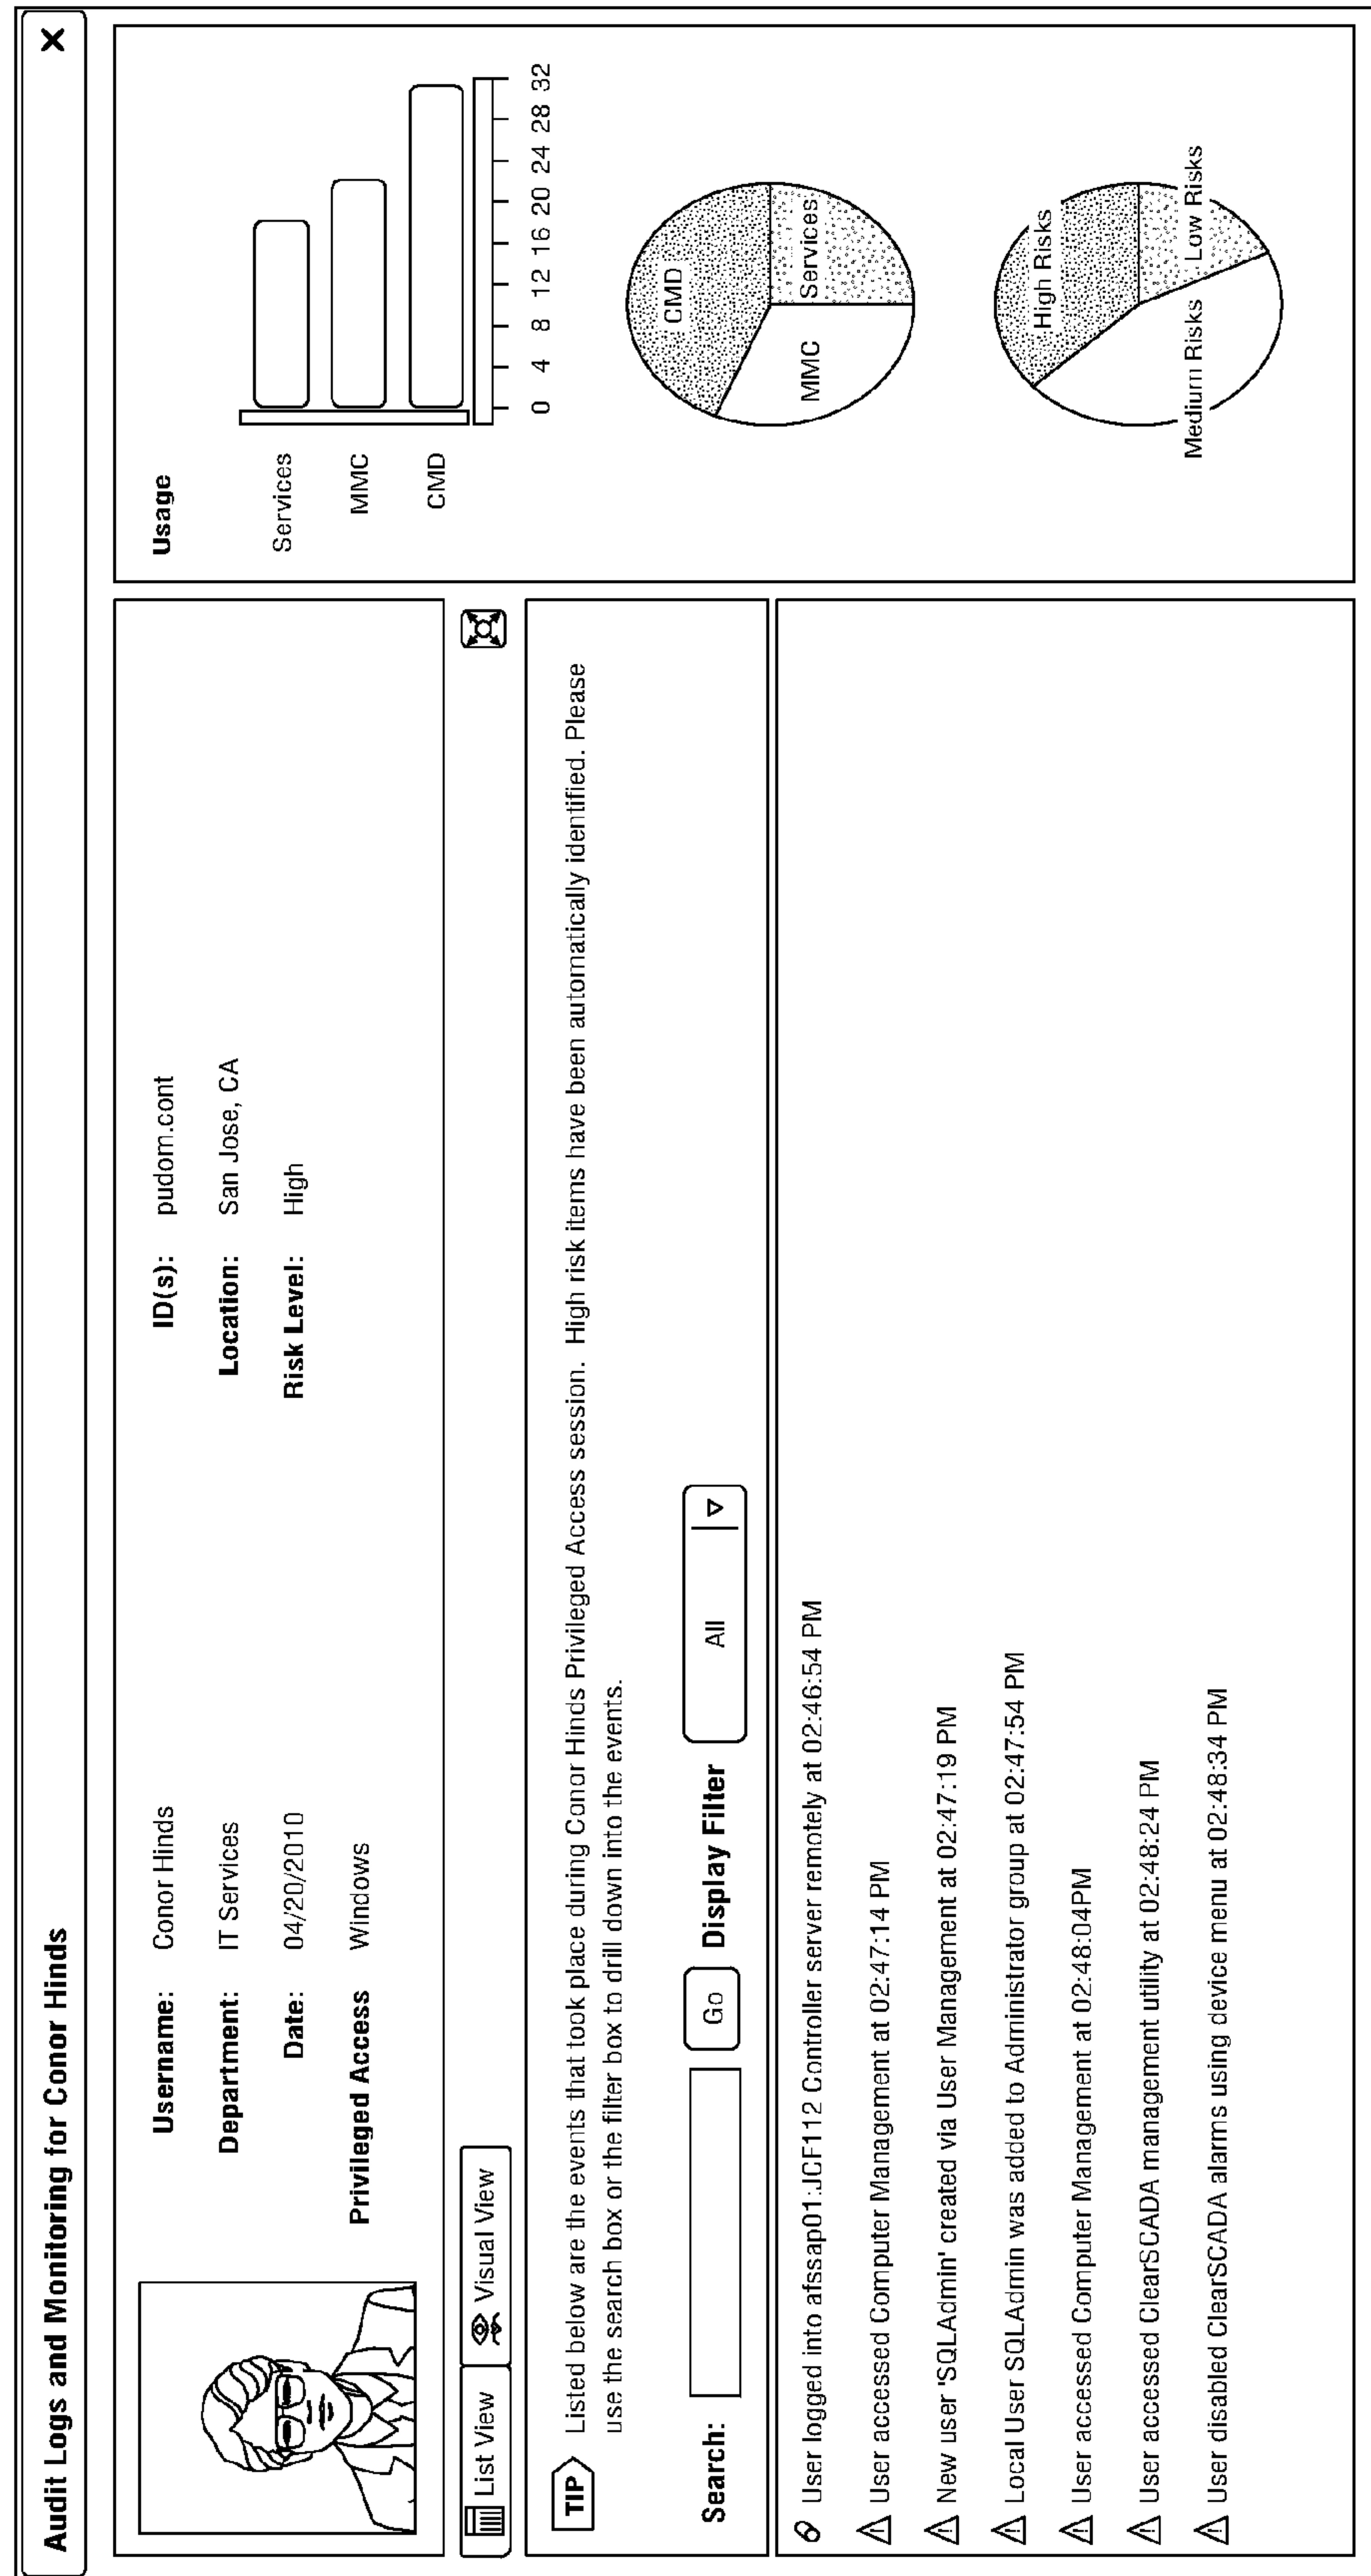 Audit Logs and Monitoring for Conor Hinds X
Username: Conor Hinds
Department: IT Services
Date: 04/20/2010
Privileged Access Windows
ID(s): pudom.cont
Location: San Jose, CA
Risk Level: High
List View
Visual View
TIP
Listed below are the events that took place during Conor Hinds Privileged Access session. High risk items have been automatically identified. Please
use the search box or the filter box to drill down into the events.
Search: Go Display Filter All
User logged into afssap01:JCF112 Controller server remotely at 02:46:54 PM
User accessed Computer Management at 02:47:14 PM
New user 'SQLAdmin' created via User Management at 02:47:19 PM
Local User SQLAdmin was added to Administrator group at 02:47:54 PM
User accessed Computer Management at 02:48:04PM
User accessed ClearSCADA management utility at 02:48:24 PM
User disabled ClearSCADA alarms using device menu at 02:48:34 PM
Usage
Services
MMC
CMD
0 4 8 12 16 20 24 28 32
CMD
MMC
Services
High Risks
Medium Risks
Low Risks